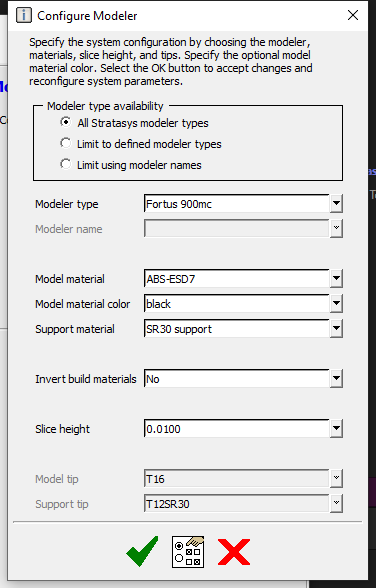 Configure Modeler
Specify the system configuration by choosing the modeler,
materials, slice height, and tips. Specify the optional model
material color. Select the OK button to accept changes and
reconfigure system parameters.
Modeler type availability
All Stratasys modeler types
Limit to defined modeler types
Limit using modeler names
Modeler type Fortus 900mc
Modeler name
Model material ABS-ESD7
Model material color black
Support material SR30 support
Invert build materials No
Slice height 0.0100
Model tip T16
Support tip T12SR30